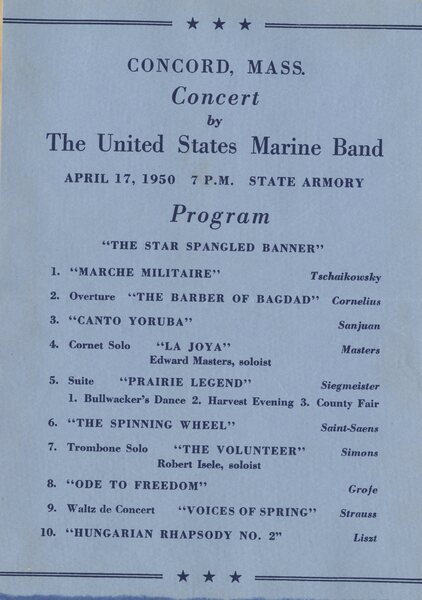 CONCORD, MASS.
Concert
by
The United States Marine Band
APRIL 17, 1950 7 P.M. STATE ARMORY
Program
"THE STAR SPANGLED BANNER"
1. "MARCHE MILITAIRE" Tschaikowsky
2. Overture "THE BARBER OF BAGDAD" Cornelius
3. "CANTO YORUBA" Sanjuan
4. Cornet Solo "LA JOYA" Masters
Edward Masters, soloist
5. Suite "PRAIRIE LEGEND" Siegmeister
1. Bullwacker's Dance 2. Harvest Evening 3. County Fair
6. "THE SPINNING WHEEL" Saint-Saens
7. Trombone Solo "THE VOLUNTEER" Simons
Robert Isele, soloist
8. "ODE TO FREEDOM" Grofe
9. Waltz de Concert "VOICES OF SPRING" Strauss
10. "HUNGARIAN RHAPSODY NO. 2" Liszt